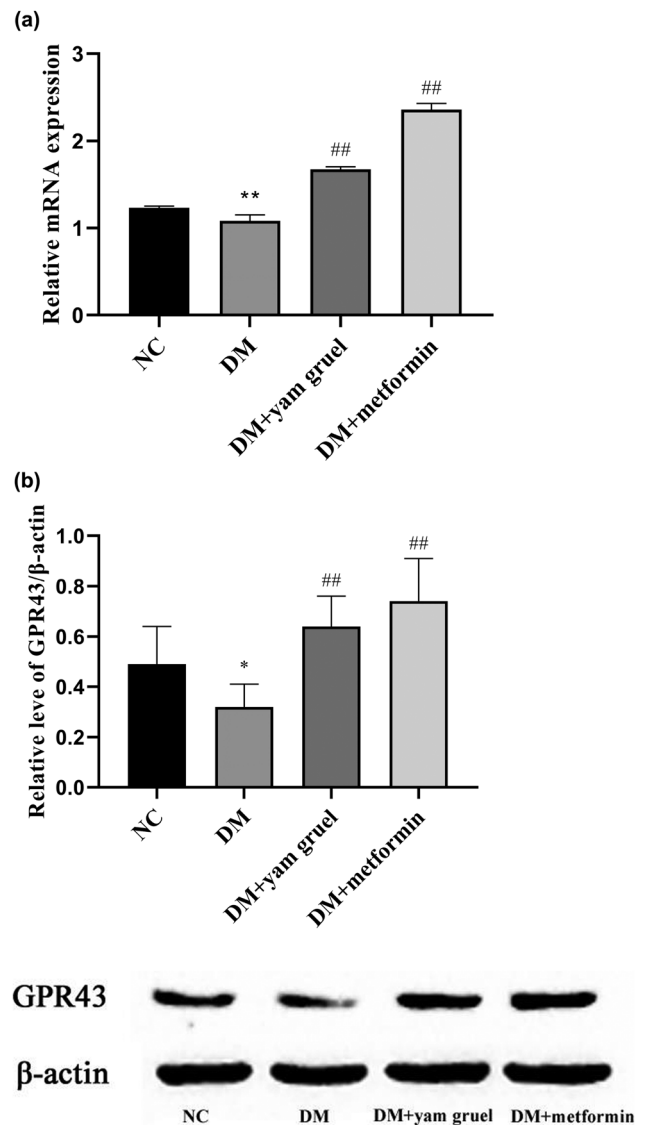 (a)
Relative mRNA expression
3
2
1
0
**
##
##
NC
DM
DM+yam gruel
DM+metformin
(b)
Relative leve of GPR43/β-actin
1.0
0.8
0.6
0.4
0.2
0.0
*
##
##
NC
DM
DM+yam gruel
DM+metformin
GPR43
β-actin
NC DM DM+yam gruel DM+metformin